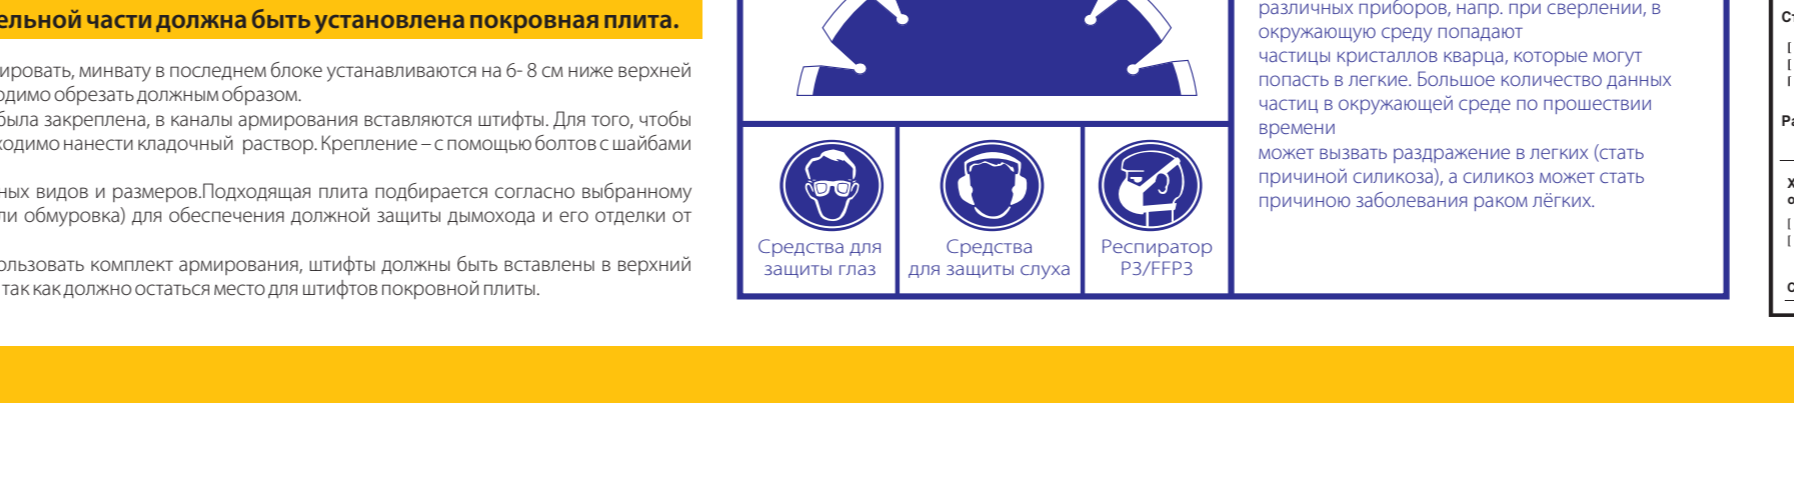 ельной части должна быть установлена покровная плита.
ировать, минвату в последнем блоке устанавливаются на 6- 8 см ниже верхней
одимо обрезать должным образом.
была закреплена, в каналы армирования вставляются штифты. Для того, чтобы
ходимо нанести кладочный раствор. Крепление – с помощью болтов с шайбами
ных видов и размеров.Подходящая плита подбирается согласно выбранному
ли обмуровка) для обеспечения должной защиты дымохода и его отделки от
ользовать комплект армирования, штифты должны быть вставлены в верхний
так как должно остаться место для штифтов покровной плиты.
Средства для
защиты глаз
Средства
для защиты слуха
Респиратор
P3/FFP3
различных приборов, напр. при сверлении, в
окружающую среду попадают
частицы кристаллов кварца, которые могут
попасть в легкие. Большое количество данных
частиц в окружающей среде по прошествии
времени
может вызвать раздражение в легких (стать
причиной силикоза), а силикоз может стать
причиною заболевания раком лёгких.